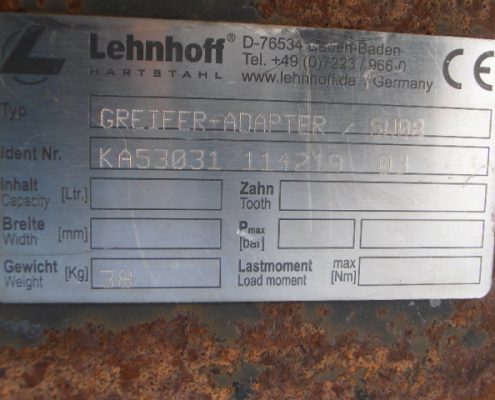 Lehnhoff®
HARTSTAHL
D-76534 Baden-Baden
Tel. +49 (0)7223 / 966-0
www.lehnhoff.de / Germany
CE
Typ GREIFER-ADAPTER / SW08
Ident Nr. KA53031 114219 03
Inhalt
Capacity [Ltr.]
Zahn
Tooth
Breite
Width [mm]
Pmax
[bar]
Gewicht
Weight [Kg] 38
Lastmoment max
Load moment [Nm]